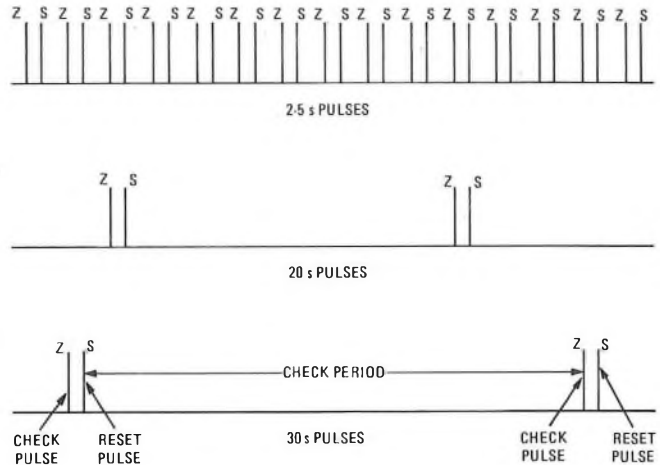 Z S Z S Z S Z S Z S Z S Z S Z S Z S Z S Z S Z S Z S Z S Z S
2·5 s PULSES
Z S
Z S
20 s PULSES
Z S
Z S
CHECK PERIOD
CHECK
PULSE
RESET
PULSE
30 s PULSES
CHECK
PULSE
RESET
PULSE